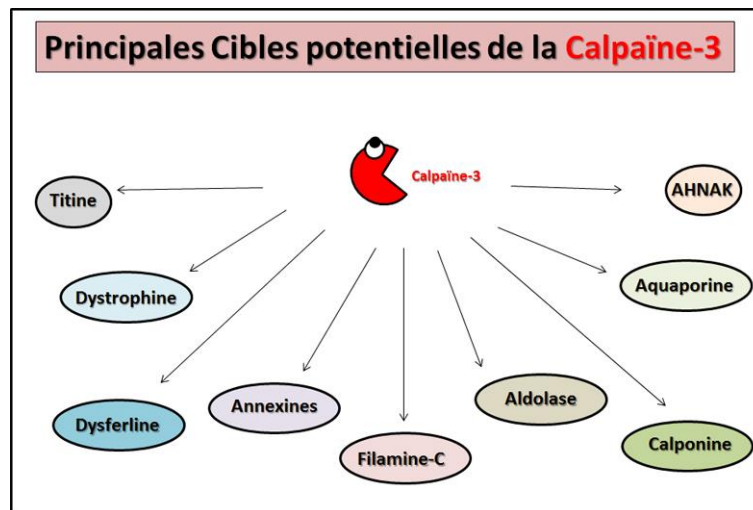 Principales Cibles potentielles de la Calpaïne-3
Calpaïne-3
Titine
AHNAK
Dystrophine
Aquaporine
Dysferline
Annexines
Filamine-C
Aldolase
Calponine